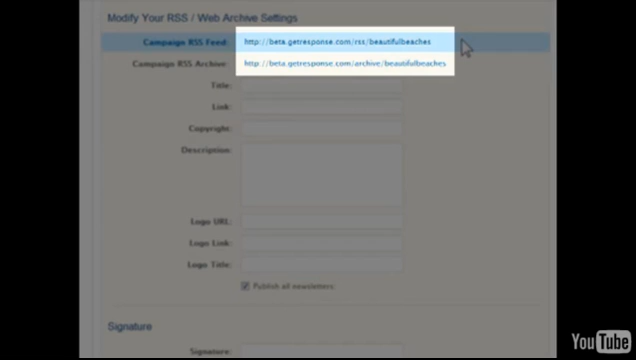 Modify Your RSS / Web Archive Settings
Campaign RSS Feed: http://beta.getresponse.com/rss/beautifulbeaches
Campaign RSS Archive: http://beta.getresponse.com/archive/beautifulbeaches
Title:
Link:
Copyright:
Description:
Logo URL:
Logo Link:
Logo Title:
Publish all newsletters
Signature
Signature:
YouTube